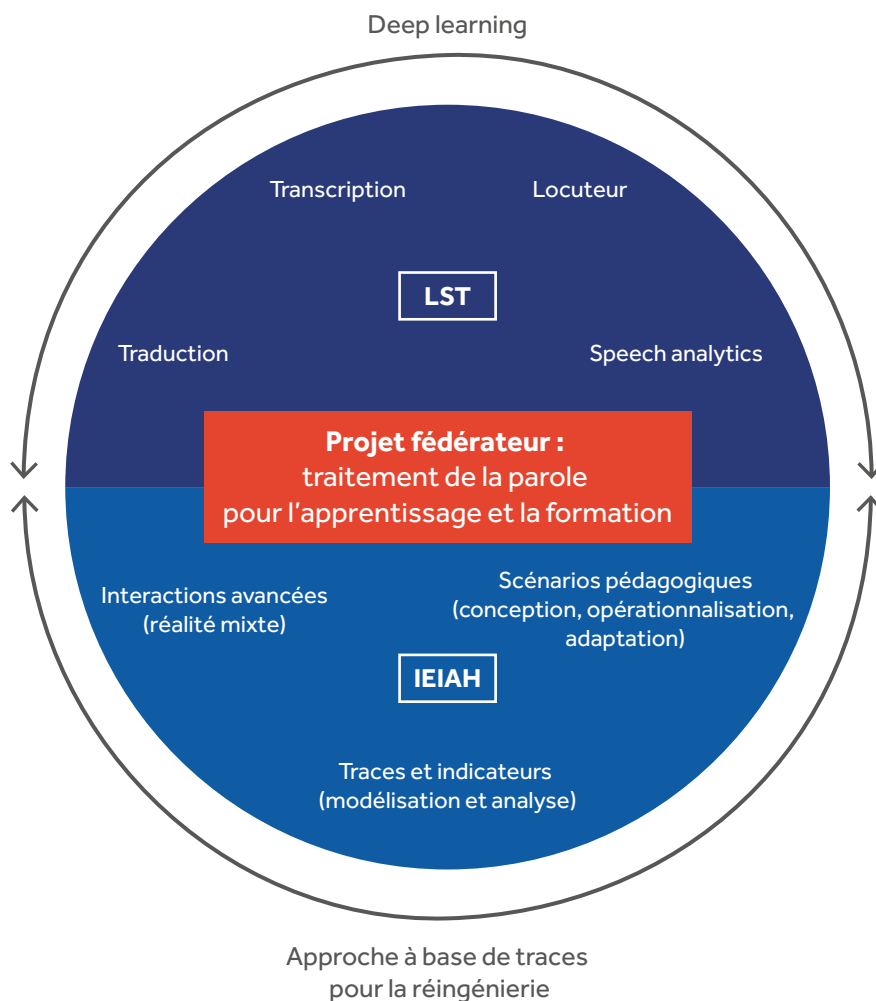 Deep learning
Transcription
Locuteur
LST
Traduction
Speech analytics
Projet fédérateur :
traitement de la parole
pour l'apprentissage et la formation
Interactions avancées
(réalité mixte)
Scénarios pédagogiques
(conception, opérationnalisation,
adaptation)
IEIAH
Traces et indicateurs
(modélisation et analyse)
Approche à base de traces
pour la réingénierie